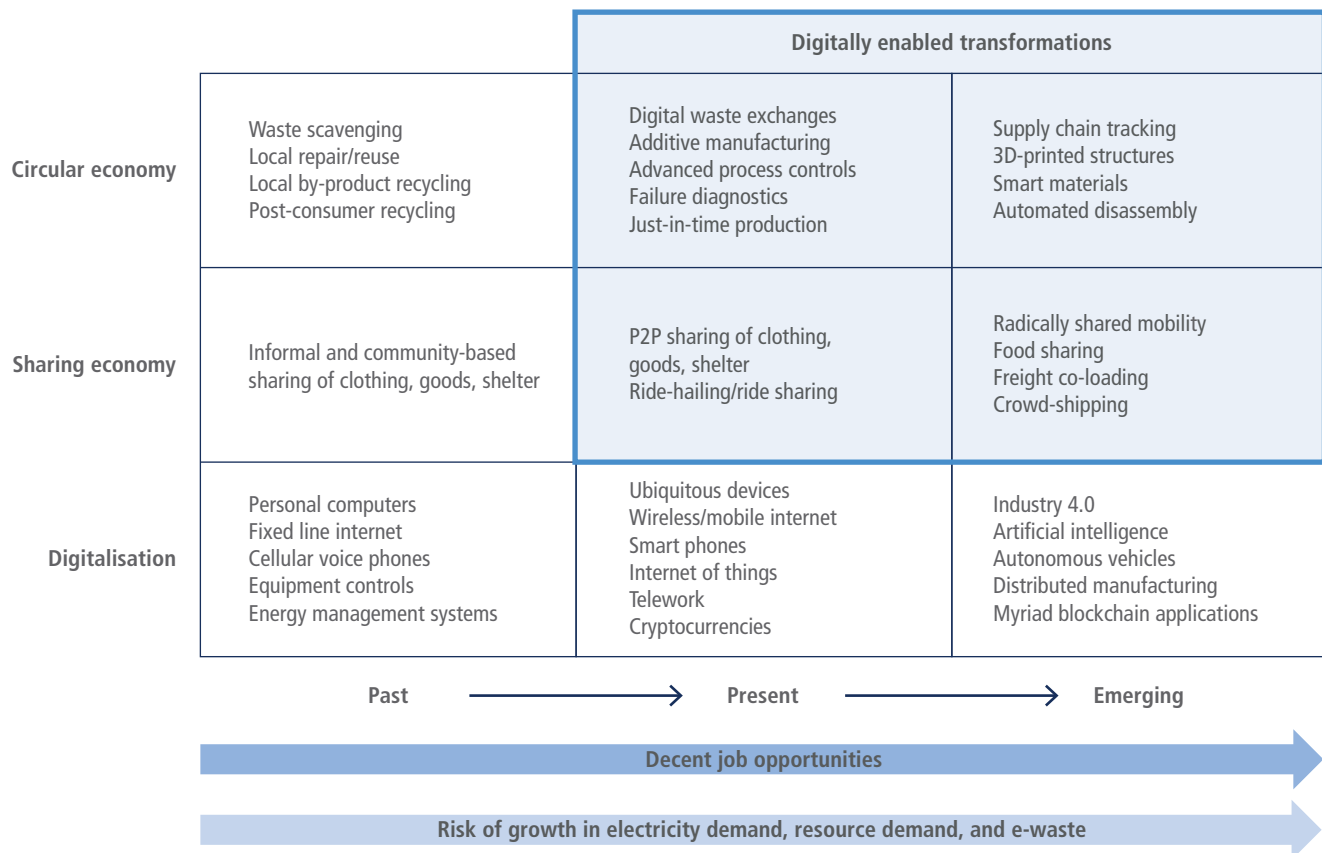 Digitally enabled transformations
Circular economy
Waste scavenging
Local repair/reuse
Local by-product recycling
Post-consumer recycling
Digital waste exchanges
Additive manufacturing
Advanced process controls
Failure diagnostics
Just-in-time production
Supply chain tracking
3D-printed structures
Smart materials
Automated disassembly
Sharing economy
Informal and community-based
sharing of clothing, goods, shelter
P2P sharing of clothing,
goods, shelter
Ride-hailing/ride sharing
Radically shared mobility
Food sharing
Freight co-loading
Crowd-shipping
Digitalisation
Personal computers
Fixed line internet
Cellular voice phones
Equipment controls
Energy management systems
Ubiquitous devices
Wireless/mobile internet
Smart phones
Internet of things
Telework
Cryptocurrencies
Industry 4.0
Artificial intelligence
Autonomous vehicles
Distributed manufacturing
Myriad blockchain applications
Past
Present
Emerging
Decent job opportunities
Risk of growth in electricity demand, resource demand, and e-waste